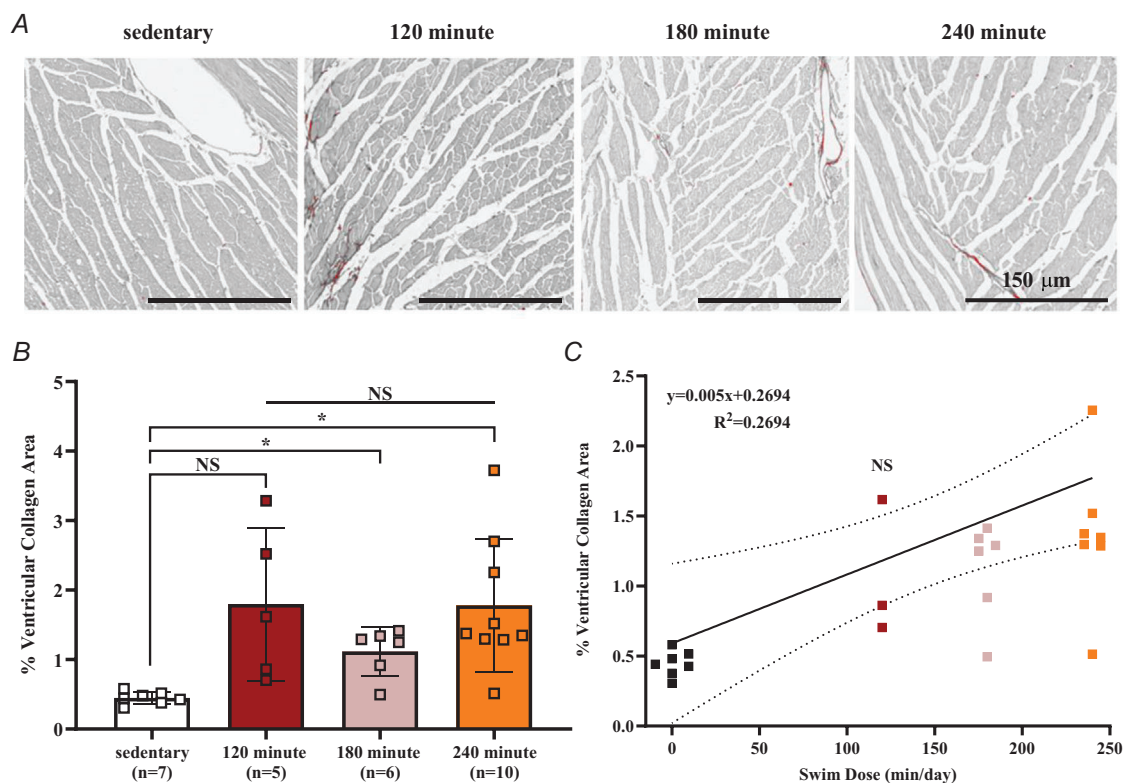 A
sedentary 120 minute 180 minute 240 minute
150 μm
B
5
4
3
2
1
0
% Ventricular Collagen Area
NS
*
*
NS
sedentary 120 minute 180 minute 240 minute
(n=7) (n=5) (n=6) (n=10)
C
2.5
2.0
1.5
1.0
0.5
0.0
% Ventricular Collagen Area
y=0.005x+0.2694
R²=0.2694
NS
0 50 100 150 200 250
Swim Dose (min/day)